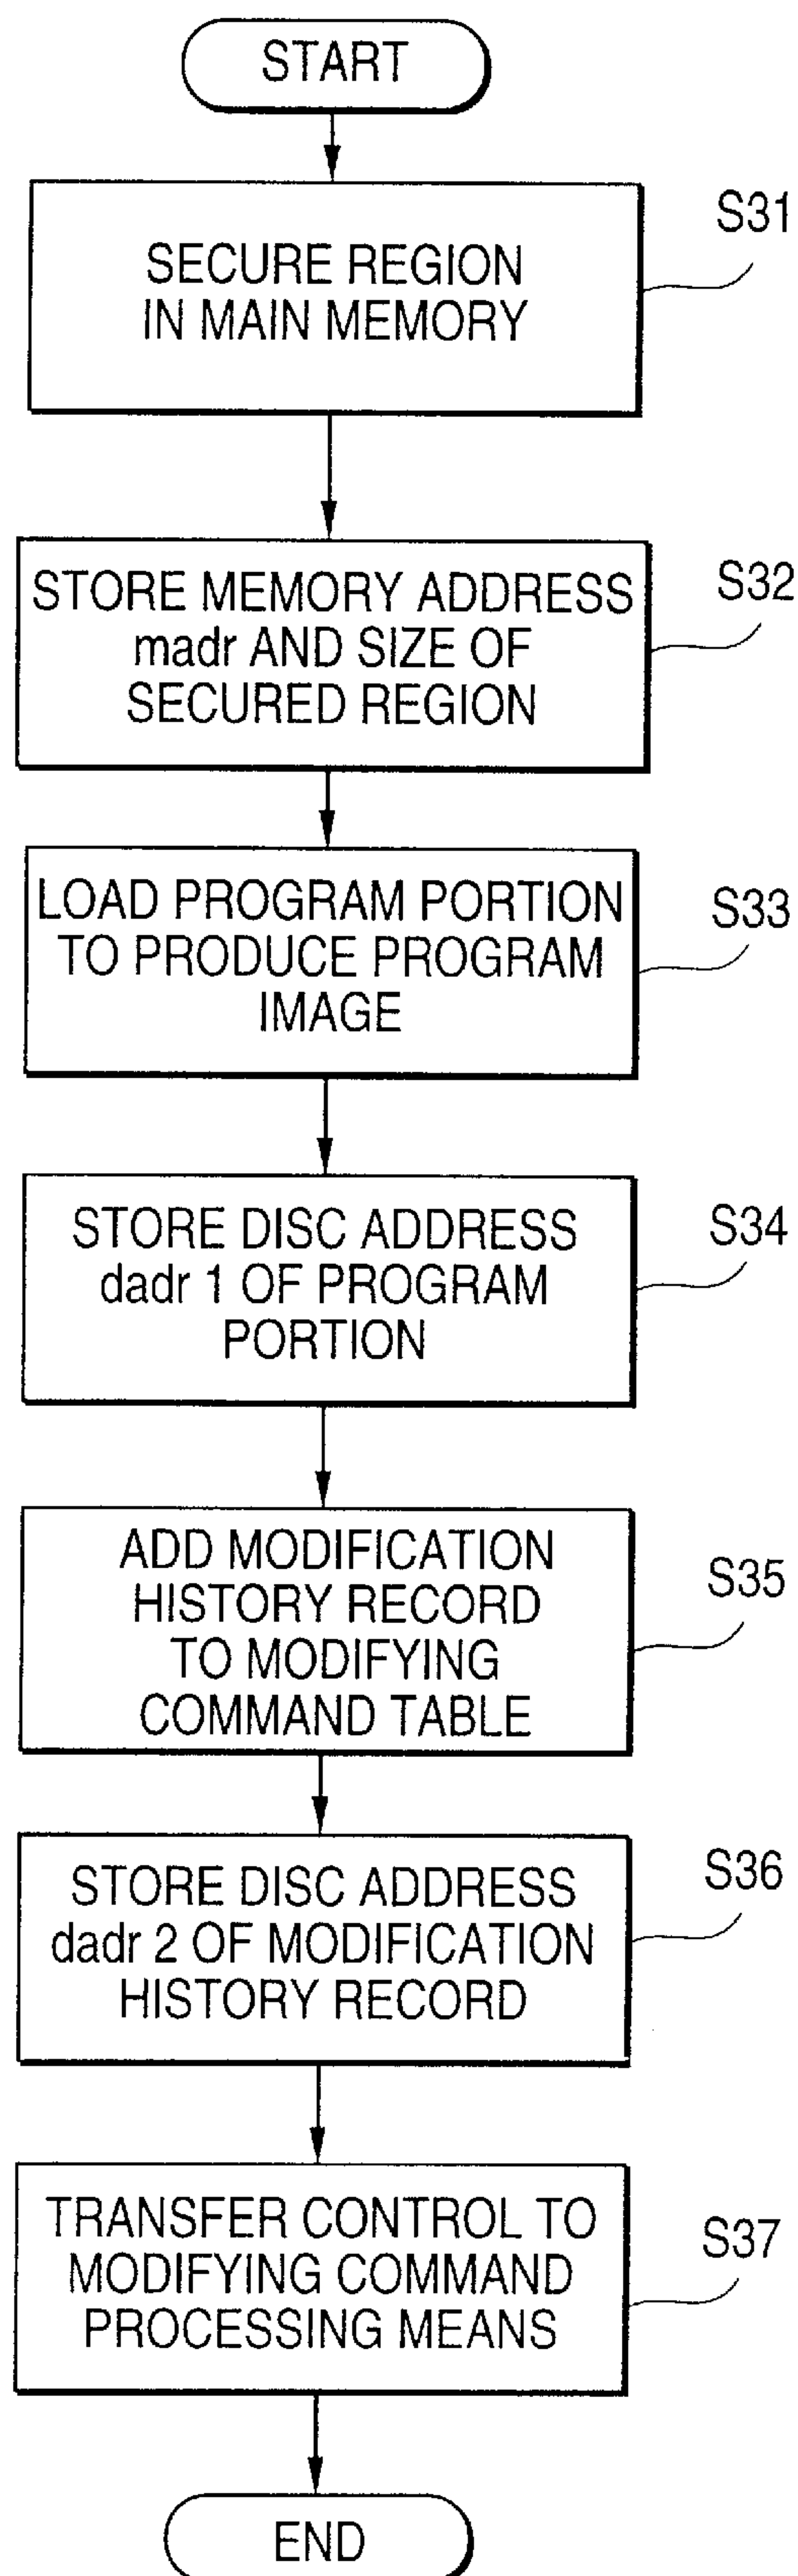 START
SECURE REGION
IN MAIN MEMORY
S31
STORE MEMORY ADDRESS
madr AND SIZE OF
SECURED REGION
S32
LOAD PROGRAM PORTION
TO PRODUCE PROGRAM
IMAGE
S33
STORE DISC ADDRESS
dadr 1 OF PROGRAM
PORTION
S34
ADD MODIFICATION
HISTORY RECORD
TO MODIFYING
COMMAND TABLE
S35
STORE DISC ADDRESS
dadr 2 OF MODIFICATION
HISTORY RECORD
S36
TRANSFER CONTROL TO
MODIFYING COMMAND
PROCESSING MEANS
S37
END